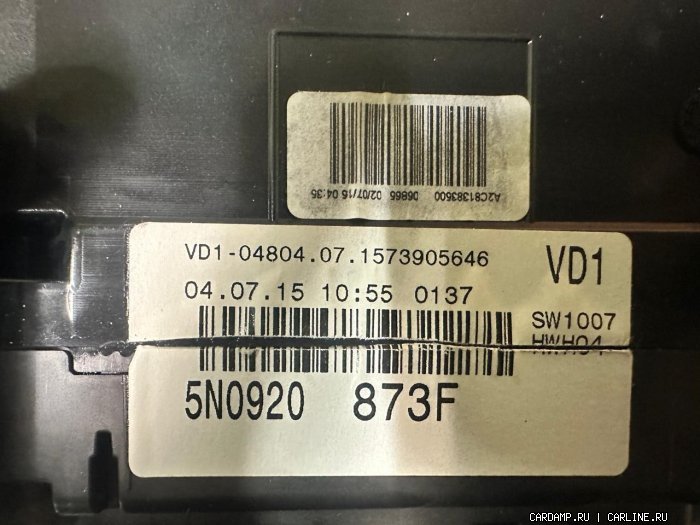 A2C81383500 06865 02/07/15 04:35
VD1-04804.07.1573905646
VD1
04.07.15 10:55 0137
SW1007
HWH04
5N0920 873F
CARDAMP.RU | CARLINE.RU